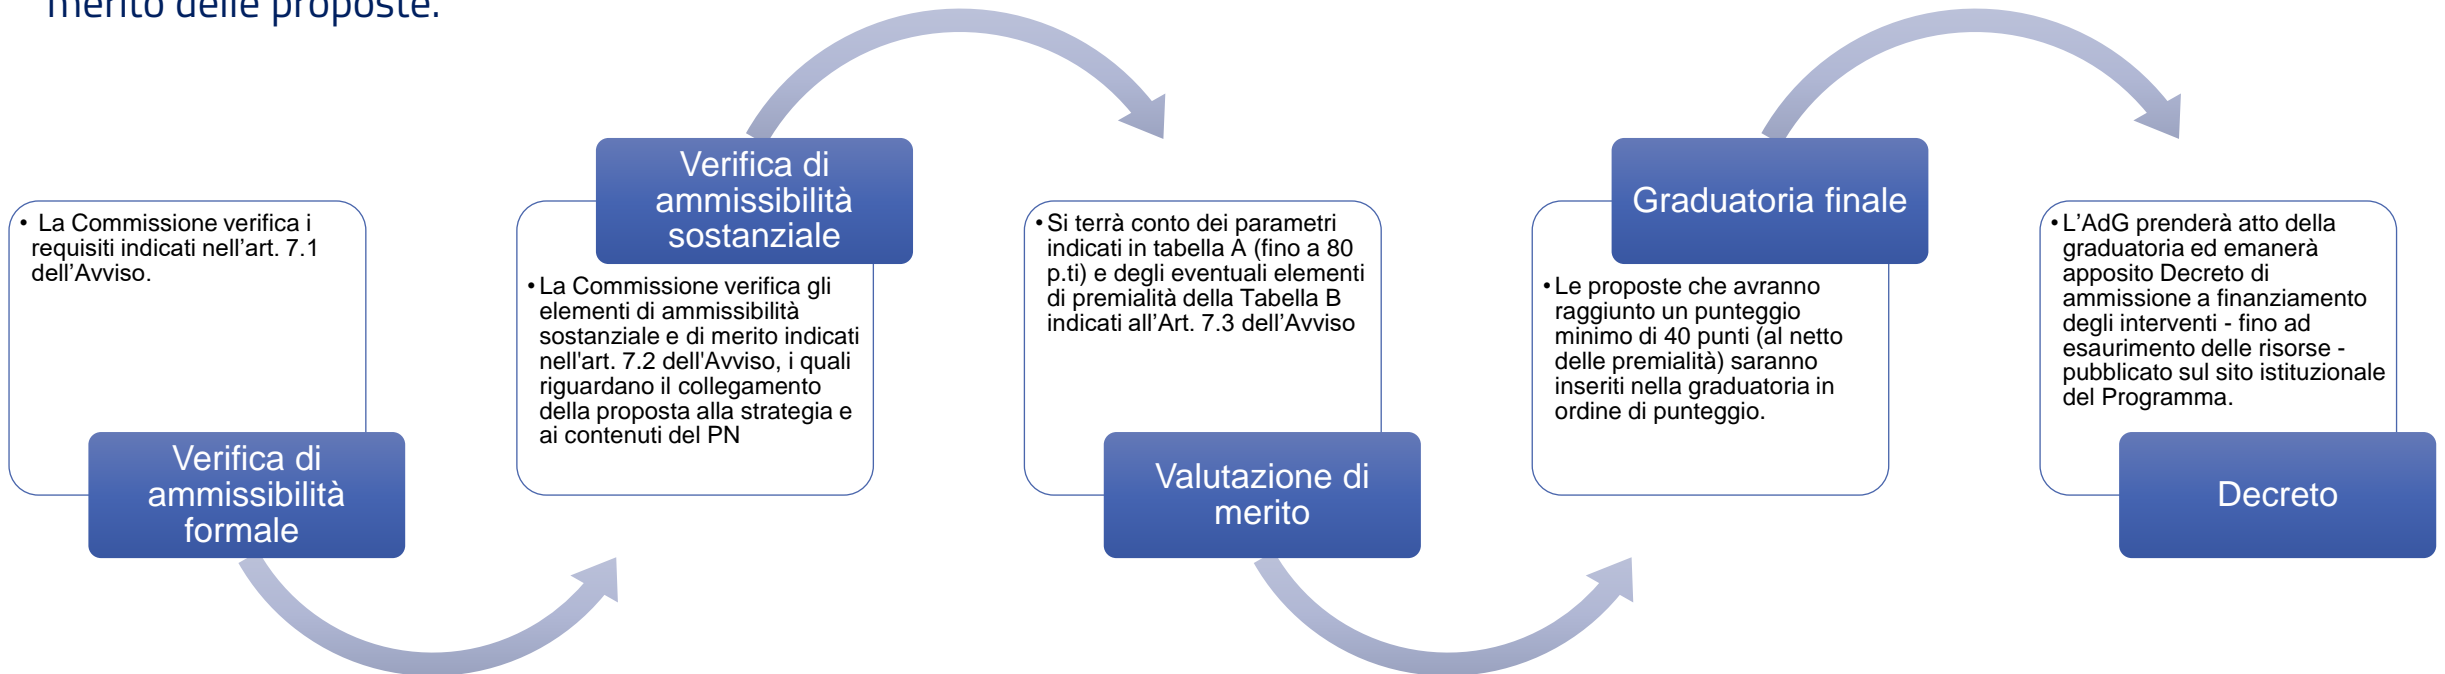 merito delle proposte.
• La Commissione verifica i
requisiti indicati nell’art. 7.1
dell’Avviso.
Verifica di
ammissibilità
formale
Verifica di
ammissibilità
sostanziale
• La Commissione verifica gli
elementi di ammissibilità
sostanziale e di merito indicati
nell'art. 7.2 dell'Avviso, i quali
riguardano il collegamento
della proposta alla strategia e
ai contenuti del PN
• Si terrà conto dei parametri
indicati in tabella A (fino a 80
p.ti) e degli eventuali elementi
di premialità della Tabella B
indicati all’Art. 7.3 dell’Avviso
Valutazione di
merito
Graduatoria finale
• Le proposte che avranno
raggiunto un punteggio
minimo di 40 punti (al netto
delle premialità) saranno
inseriti nella graduatoria in
ordine di punteggio.
• L’AdG prenderà atto della
graduatoria ed emanerà
apposito Decreto di
ammissione a finanziamento
degli interventi - fino ad
esaurimento delle risorse -
pubblicato sul sito istituzionale
del Programma.
Decreto